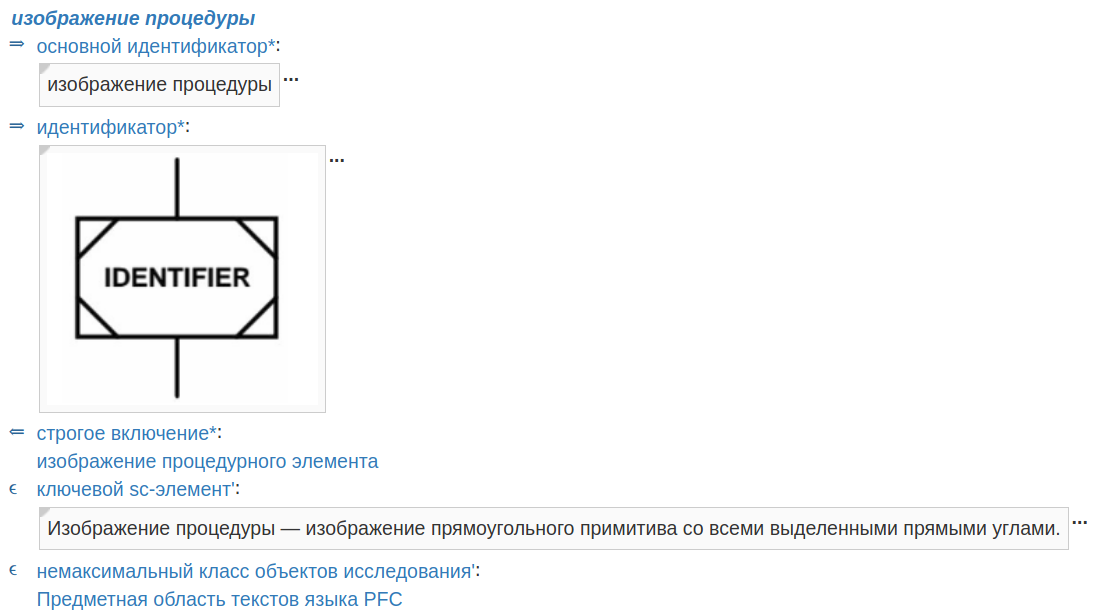 изображение процедуры
⇒ основной идентификатор*:
изображение процедуры ...
⇒ идентификатор*:
...
IDENTIFIER
⇐ строгое включение*:
изображение процедурного элемента
ϵ ключевой sc-элемент':
Изображение процедуры — изображение прямоугольного примитива со всеми выделенными прямыми углами. ...
ϵ немаксимальный класс объектов исследования':
Предметная область текстов языка PFC